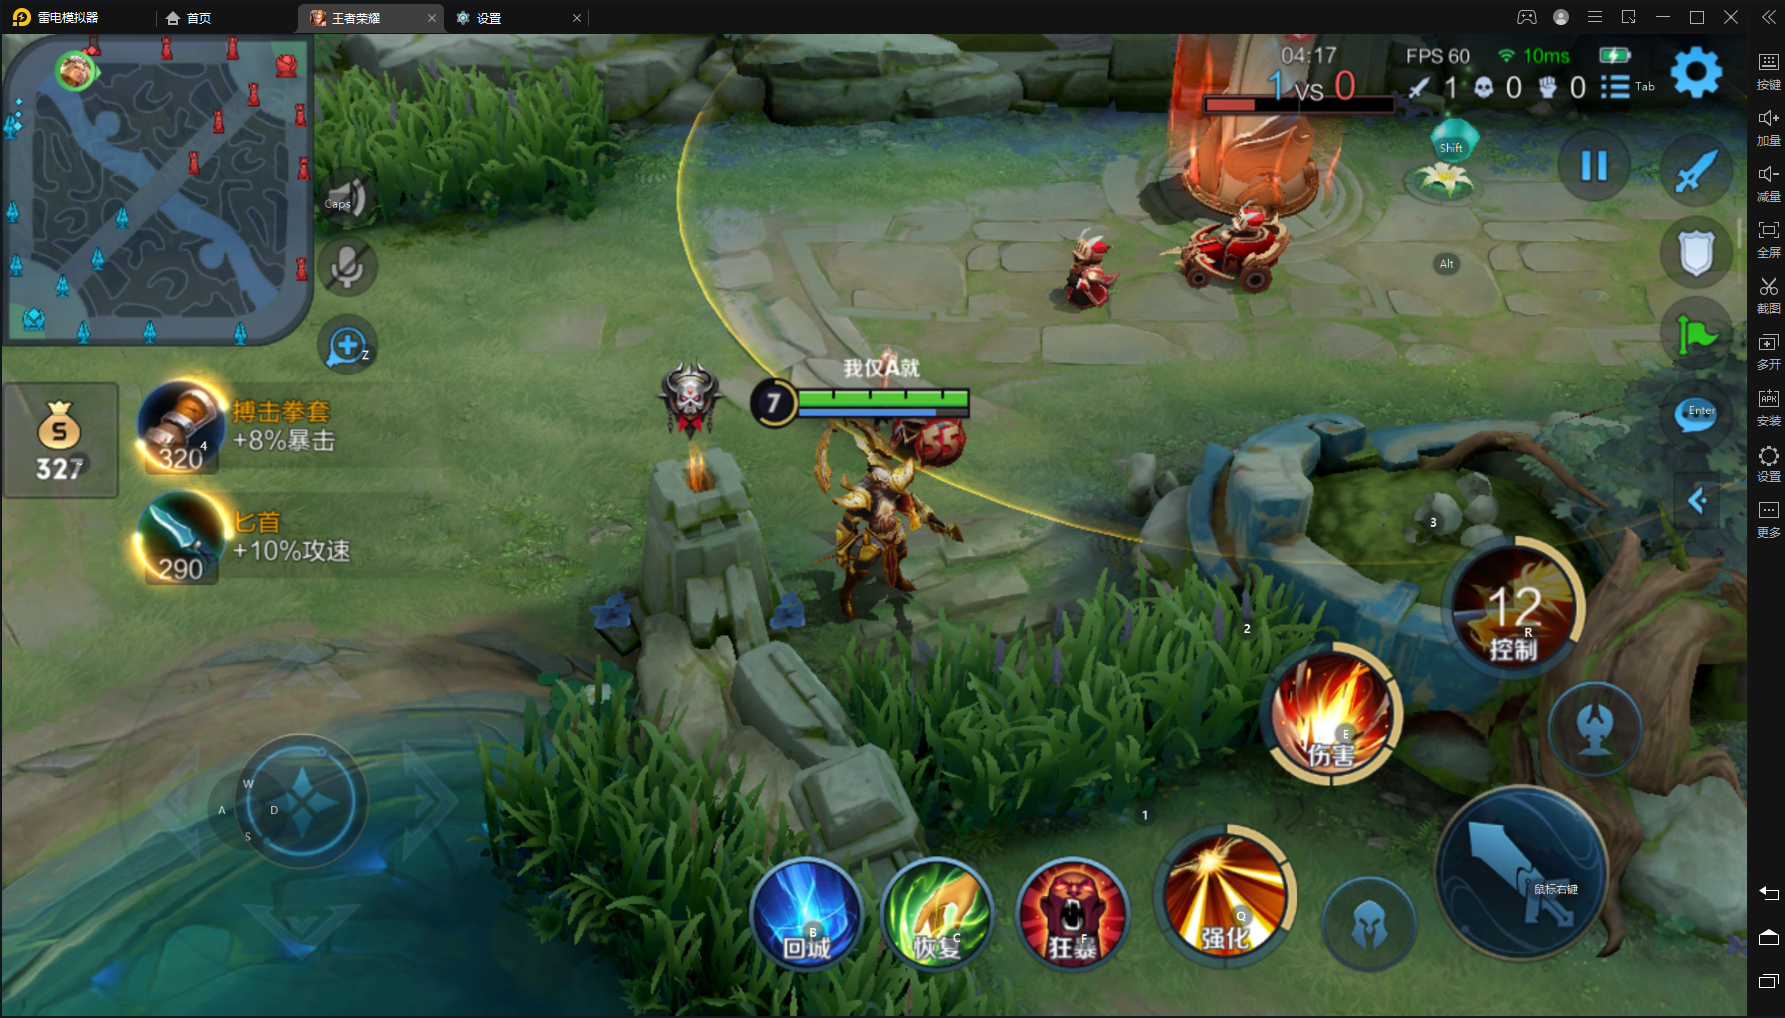 雷电模拟器
首页
王者荣耀
设置
04:17
1 VS 0
FPS 60
10ms
1
0
0
Tab
Shift
Caps
Alt
Z
Enter
我仅A就
7
55
327
搏击拳套
+8%暴击
4
320
匕首
+10%攻速
290
3
2
1
12
R
控制
E
伤害
W
A
D
S
B
回城
C
恢复
F
狂暴
Q
强化
鼠标右键
按键
加量
减量
全屏
截图
多开
APK
安装
设置
更多